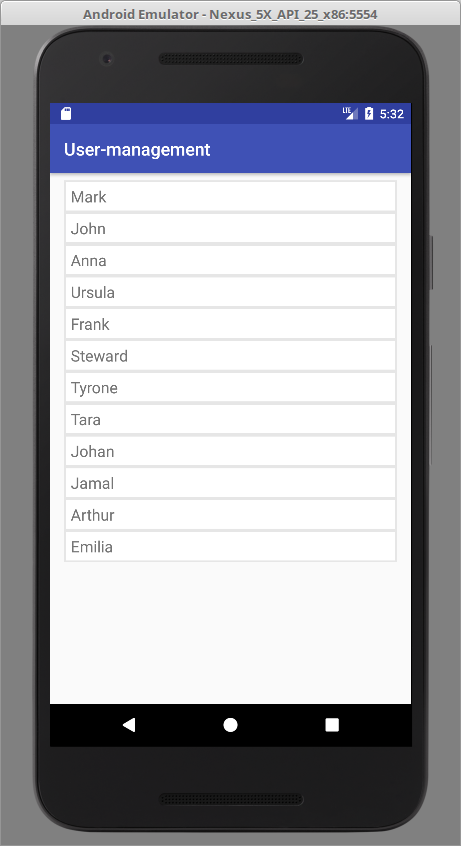 Android Emulator - Nexus_5X_API_25_x86:5554
LTE 5:32
User-management
Mark
John
Anna
Ursula
Frank
Steward
Tyrone
Tara
Johan
Jamal
Arthur
Emilia